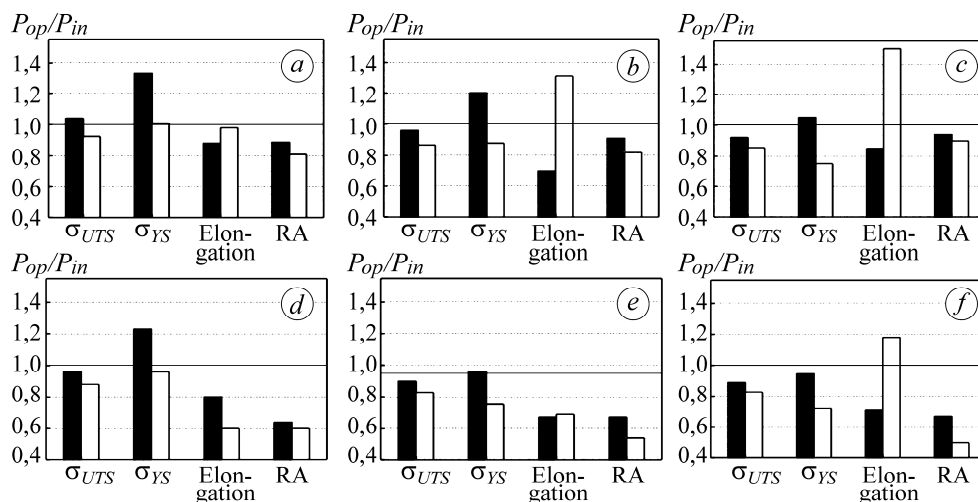 P_op/P_in P_op/P_in P_op/P_in
a b c
1,4 1,4 1,4
1,2 1,2 1,2
1,0 1,0 1,0
0,8 0,8 0,8
0,6 0,6 0,6
0,4 0,4 0,4
σ_UTS σ_YS Elon- RA σ_UTS σ_YS Elon- RA σ_UTS σ_YS Elon- RA
gation gation gation
P_op/P_in P_op/P_in P_op/P_in
d e f
1,4 1,4 1,4
1,2 1,2 1,2
1,0 1,0 1,0
0,8 0,8 0,8
0,6 0,6 0,6
0,4 0,4 0,4
σ_UTS σ_YS Elon- RA σ_UTS σ_YS Elon- RA σ_UTS σ_YS Elon- RA
gation gation gation